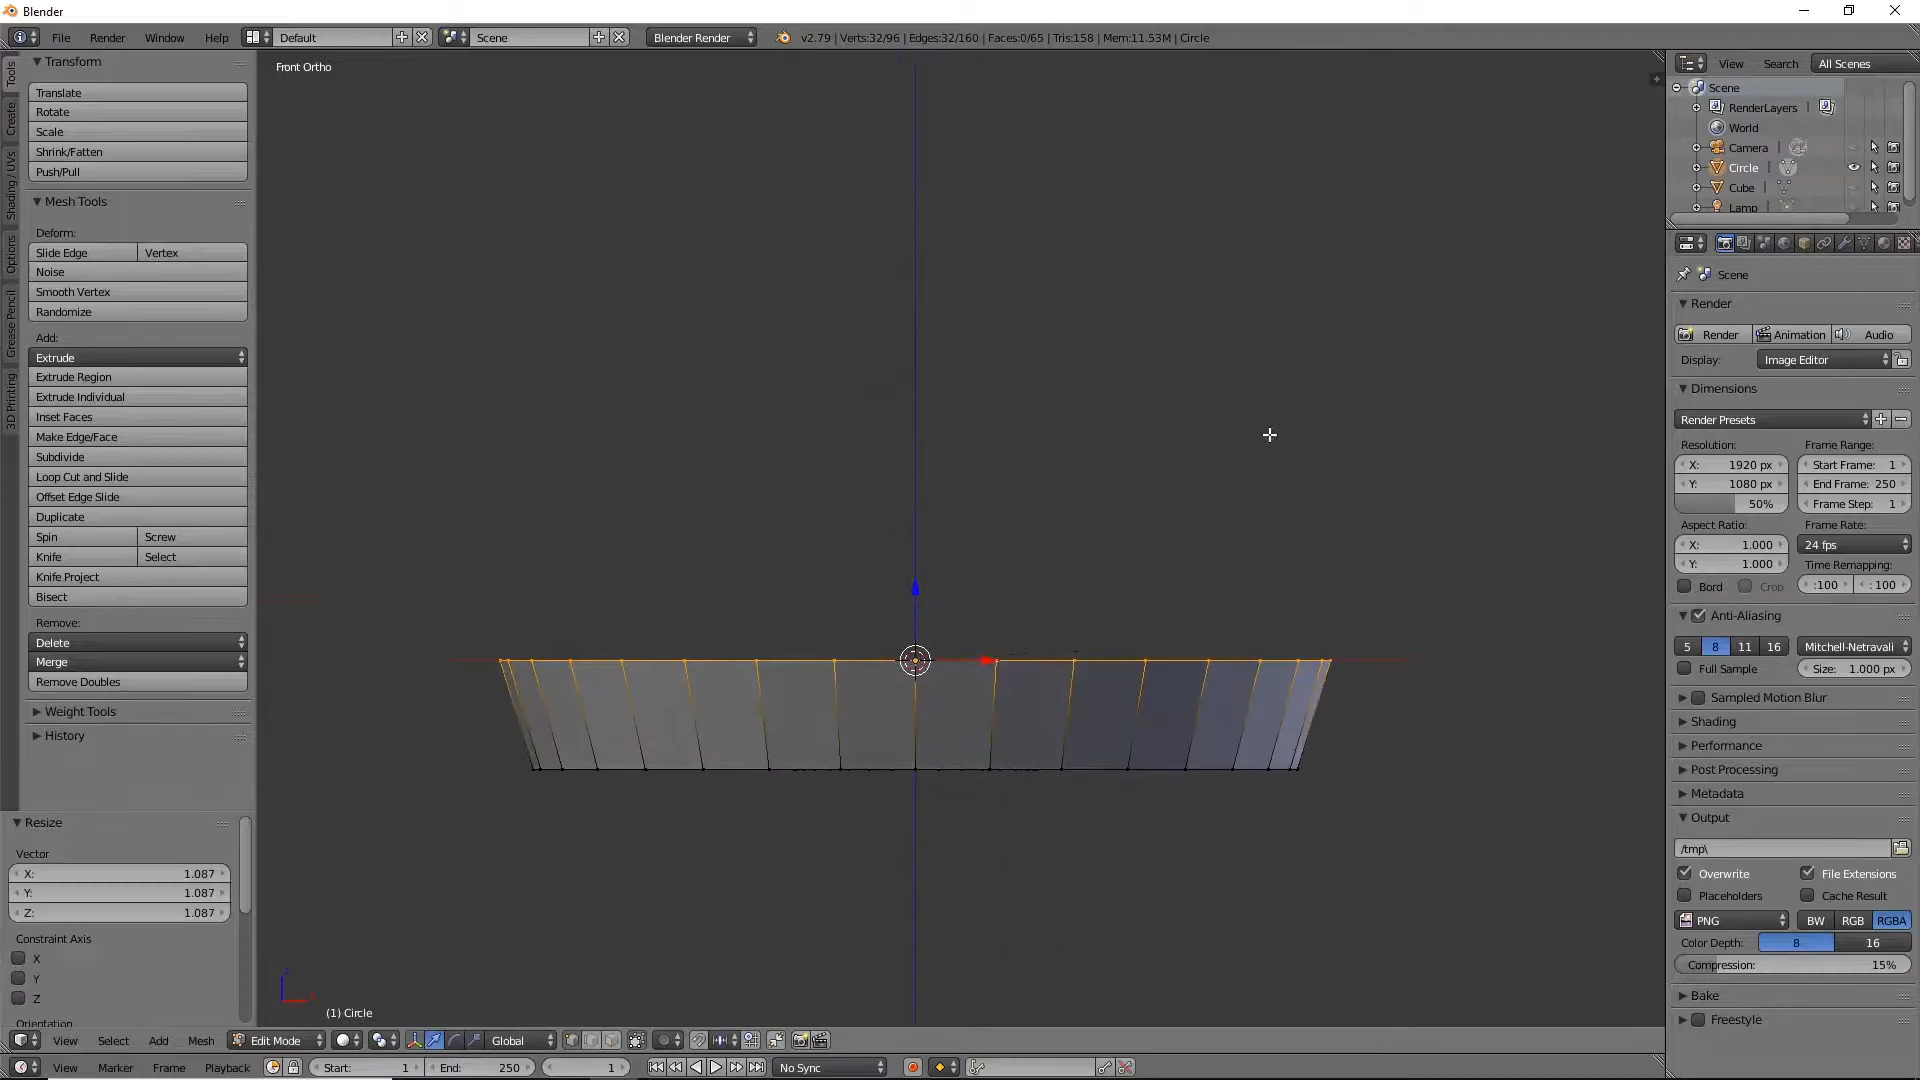 Blender
File Render Window Help Default Scene Blender Render v2.79 | Verts:32/96 | Edges:32/160 | Faces:0/65 | Tris:158 | Mem:11.53M | Circle
Tools
Create
Shading / UVs
Options
Grease Pencil
3D Printing
Transform
Translate
Rotate
Scale
Shrink/Fatten
Push/Pull
Mesh Tools
Deform:
Slide Edge Vertex
Noise
Smooth Vertex
Randomize
Add:
Extrude
Extrude Region
Extrude Individual
Inset Faces
Make Edge/Face
Subdivide
Loop Cut and Slide
Offset Edge Slide
Duplicate
Spin Screw
Knife Select
Knife Project
Bisect
Remove:
Delete
Merge
Remove Doubles
Weight Tools
History
Resize
Vector
X: 1.087
Y: 1.087
Z: 1.087
Constraint Axis
X
Y
Z
Orientation
Front Ortho
(1) Circle
View Search All Scenes
Scene
RenderLayers
World
Camera
Circle
Cube
Lamp
Scene
Render
Render Animation Audio
Display: Image Editor
Dimensions
Render Presets
Resolution: Frame Range:
X: 1920 px Start Frame: 1
Y: 1080 px End Frame: 250
50% Frame Step: 1
Aspect Ratio: Frame Rate:
X: 1.000 24 fps
Y: 1.000 Time Remapping:
Bord Crop :100 : 100
Anti-Aliasing
5 8 11 16 Mitchell-Netravali
Full Sample Size: 1.000 px
Sampled Motion Blur
Shading
Performance
Post Processing
Metadata
Output
/tmp\
Overwrite File Extensions
Placeholders Cache Result
PNG BW RGB RGBA
Color Depth: 8 16
Compression: 15%
Bake
Freestyle
View Select Add Mesh Edit Mode Global
View Marker Frame Playback Start: 1 End: 250 1 No Sync